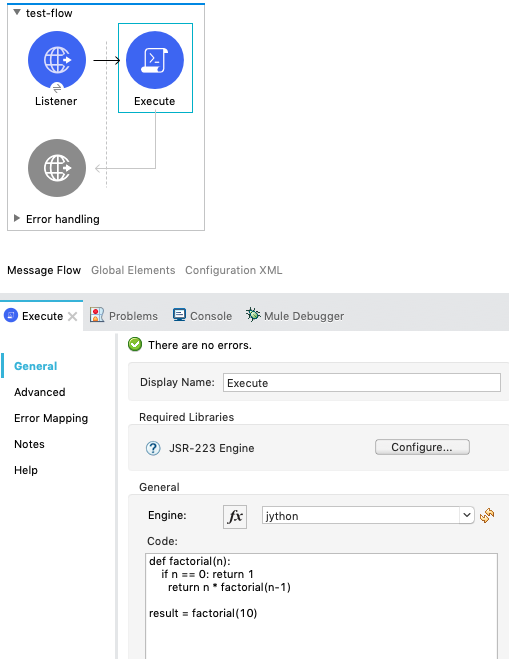 test-flow
Listener
Execute
Error handling
Message Flow Global Elements Configuration XML
Execute Problems Console Mule Debugger
There are no errors.
General
Advanced
Error Mapping
Notes
Help
Display Name: Execute
Required Libraries
JSR-223 Engine Configure...
General
Engine: fx jython
Code:
def factorial(n):
if n == 0: return 1
return n * factorial(n-1)
result = factorial(10)